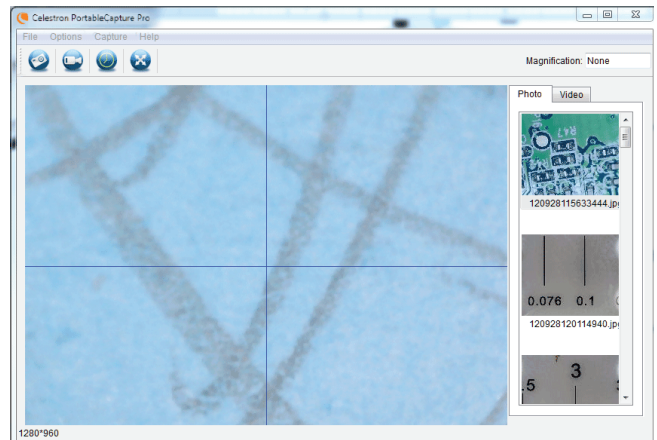 Celestron PortableCapture Pro
File Options Capture Help
Magnification: None
Photo Video
R47
120928115633444.jpg
0.076 0.1
120928120114940.jpg
.5 3
1280*960